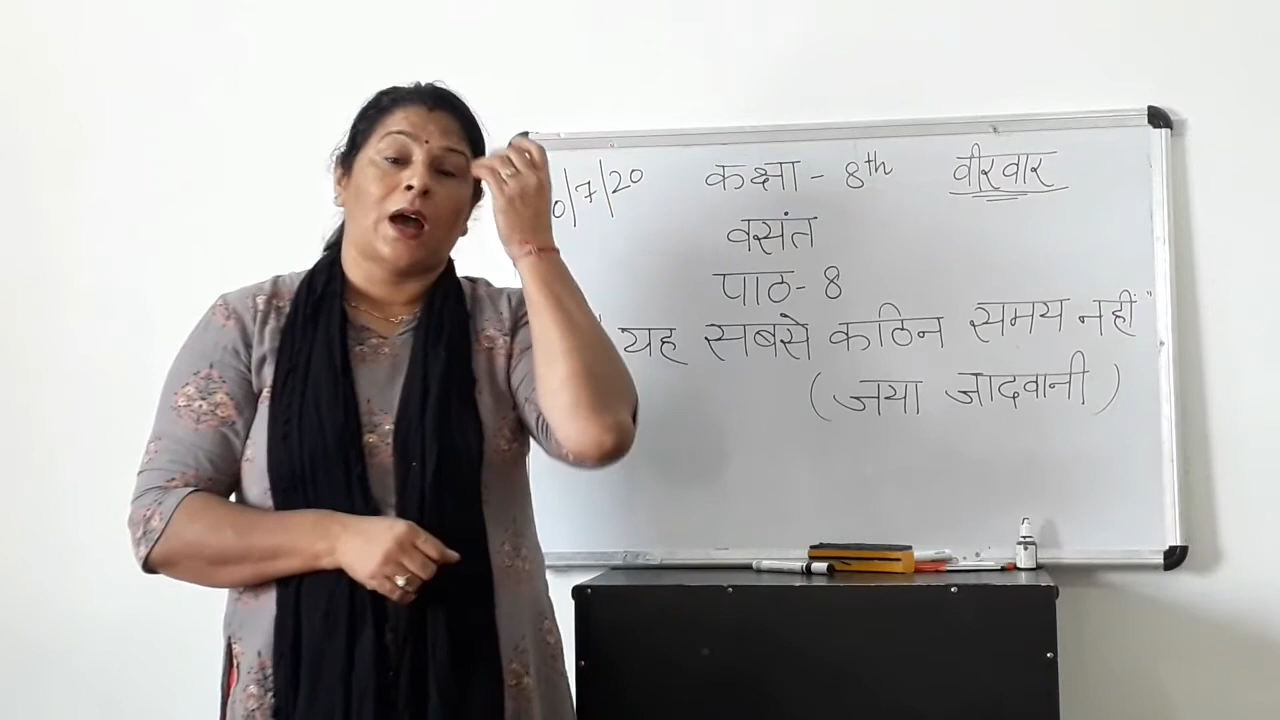 0/7/20 कक्षा - 8th वीरवार
वसंत
पाठ - 8
"यह सबसे कठिन समय नहीं"
(जया जादवानी)